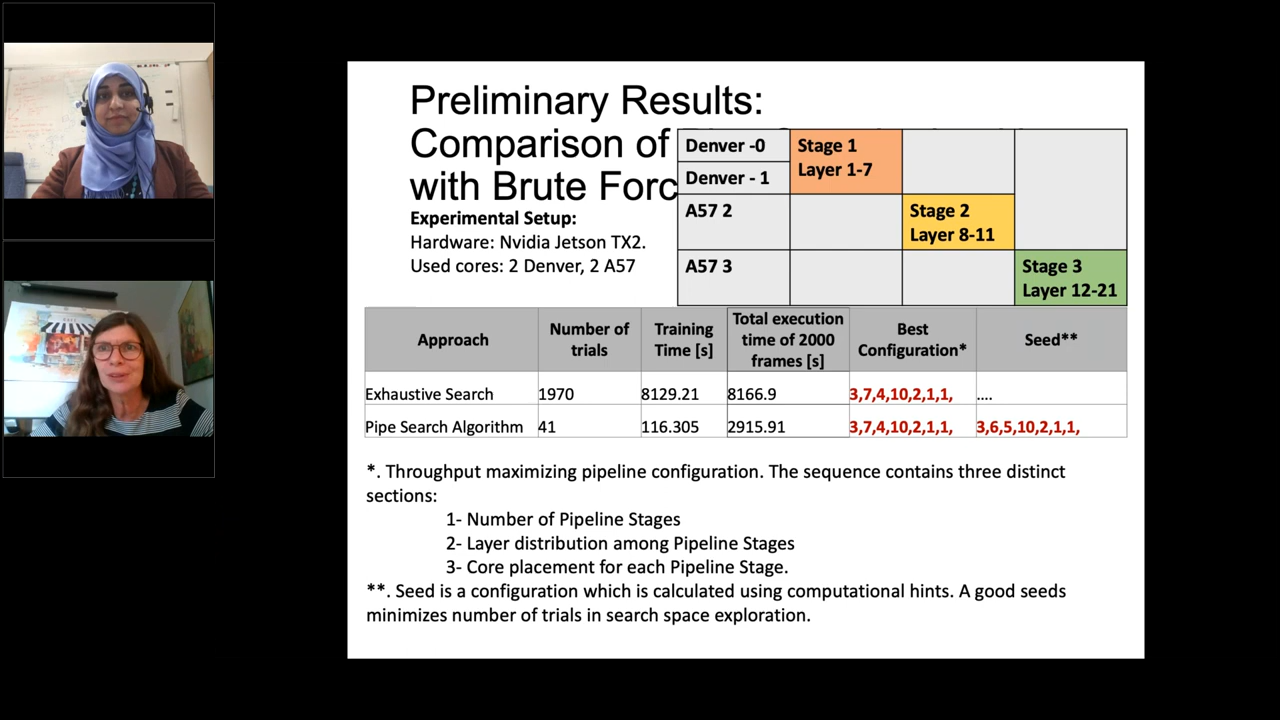 Preliminary Results:
Comparison of
with Brute Forc
Experimental Setup:
Hardware: Nvidia Jetson TX2.
Used cores: 2 Denver, 2 A57
Denver -0
Stage 1
Layer 1-7
Denver - 1
A57 2
Stage 2
Layer 8-11
A57 3
Stage 3
Layer 12-21
Approach Number of trials Training Time [s] Total execution time of 2000 frames [s] Best Configuration* Seed**
Exhaustive Search 1970 8129.21 8166.9 3,7,4,10,2,1,1, ....
Pipe Search Algorithm 41 116.305 2915.91 3,7,4,10,2,1,1, 3,6,5,10,2,1,1,
*. Throughput maximizing pipeline configuration. The sequence contains three distinct
sections:
1- Number of Pipeline Stages
2- Layer distribution among Pipeline Stages
3- Core placement for each Pipeline Stage.
**. Seed is a configuration which is calculated using computational hints. A good seeds
minimizes number of trials in search space exploration.